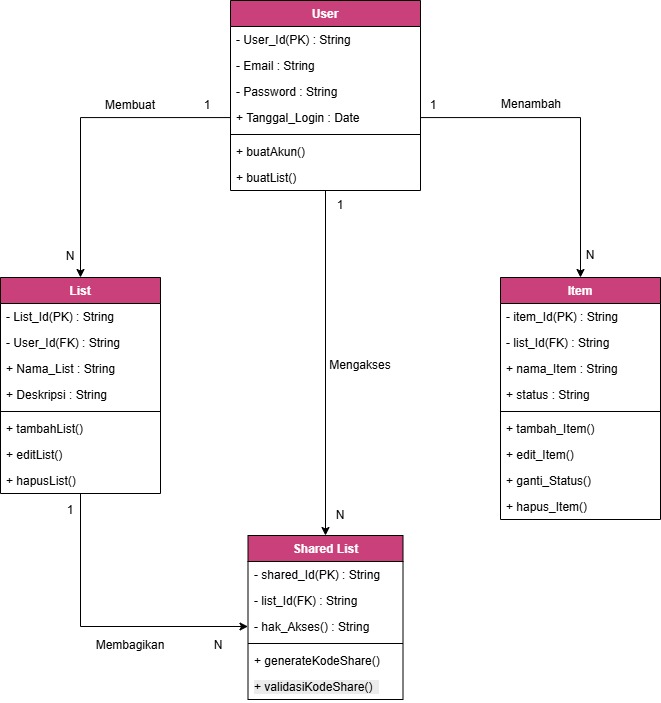 User
- User_Id(PK) : String
- Email : String
- Password : String
+ Tanggal_Login : Date
+ buatAkun()
+ buatList()
Membuat
1
1
Menambah
N
1
N
List
- List_Id(PK) : String
- User_Id(FK) : String
+ Nama_List : String
+ Deskripsi : String
+ tambahList()
+ editList()
+ hapusList()
Mengakses
Item
- item_Id(PK) : String
- list_Id(FK) : String
+ nama_Item : String
+ status : String
+ tambah_Item()
+ edit_Item()
+ ganti_Status()
+ hapus_Item()
1
N
Shared List
- shared_Id(PK) : String
- list_Id(FK) : String
- hak_Akses() : String
+ generateKodeShare()
+ validasiKodeShare()
Membagikan
N